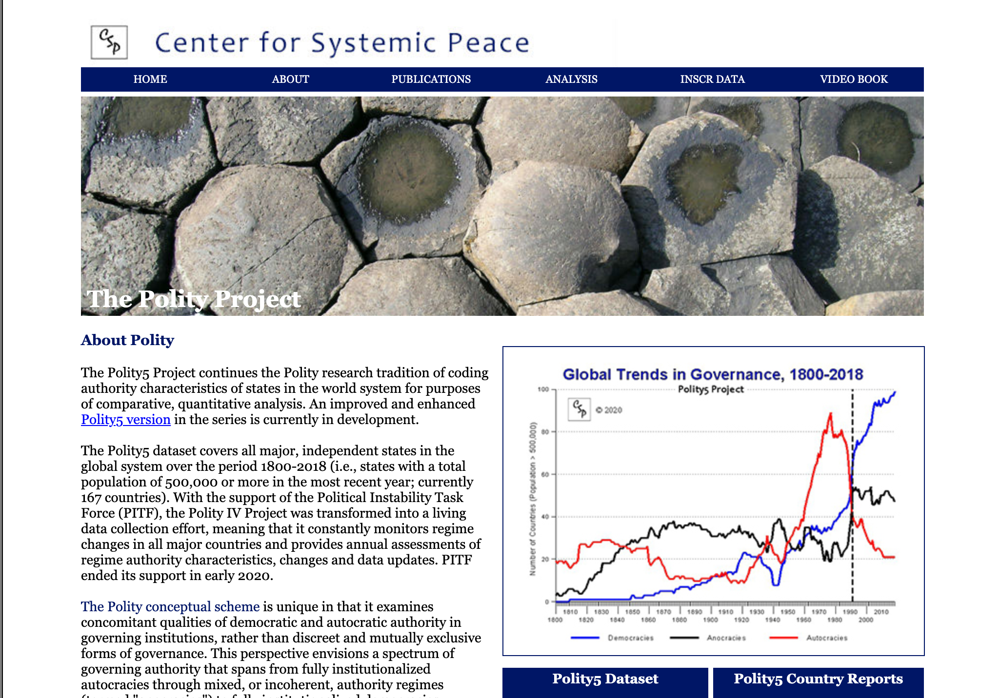 CSP
Center for Systemic Peace
HOME ABOUT PUBLICATIONS ANALYSIS INSCR DATA VIDEO BOOK
The Polity Project
About Polity
The Polity5 Project continues the Polity research tradition of coding
authority characteristics of states in the world system for purposes
of comparative, quantitative analysis. An improved and enhanced
Polity5 version in the series is currently in development.
The Polity5 dataset covers all major, independent states in the
global system over the period 1800-2018 (i.e., states with a total
population of 500,000 or more in the most recent year; currently
167 countries). With the support of the Political Instability Task
Force (PITF), the Polity IV Project was transformed into a living
data collection effort, meaning that it constantly monitors regime
changes in all major countries and provides annual assessments of
regime authority characteristics, changes and data updates. PITF
ended its support in early 2020.
The Polity conceptual scheme is unique in that it examines
concomitant qualities of democratic and autocratic authority in
governing institutions, rather than discreet and mutually exclusive
forms of governance. This perspective envisions a spectrum of
governing authority that spans from fully institutionalized
autocracies through mixed, or incoherent, authority regimes
Global Trends in Governance, 1800-2018
Polity5 Project
CSP © 2020
Number of Countries (Population > 500,000)
100
80
60
40
20
0
1810 1830 1850 1870 1890 1910 1930 1950 1970 1990 2010
1800 1820 1840 1860 1880 1900 1920 1940 1960 1980 2000
Democracies Anocracies Autocracies
Polity5 Dataset
Polity5 Country Reports